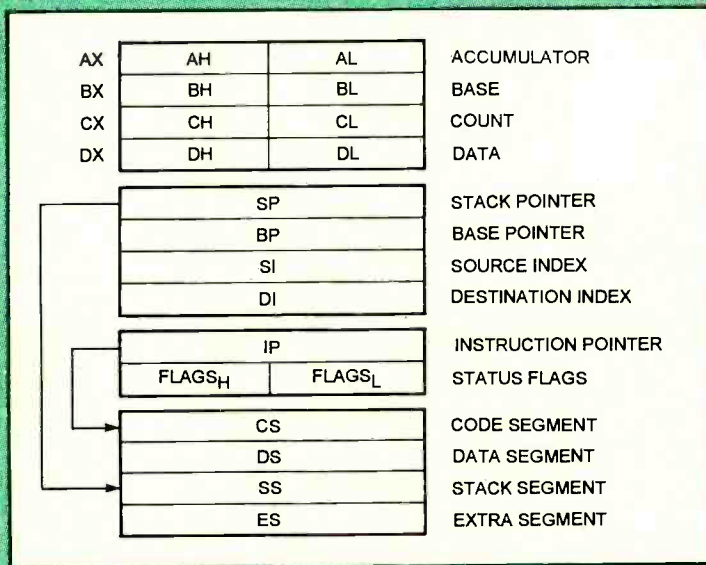 AX AH AL ACCUMULATOR
BX BH BL BASE
CX CH CL COUNT
DX DH DL DATA
SP STACK POINTER
BP BASE POINTER
SI SOURCE INDEX
DI DESTINATION INDEX
IP INSTRUCTION POINTER
FLAGSH FLAGSL STATUS FLAGS
CS CODE SEGMENT
DS DATA SEGMENT
SS STACK SEGMENT
ES EXTRA SEGMENT